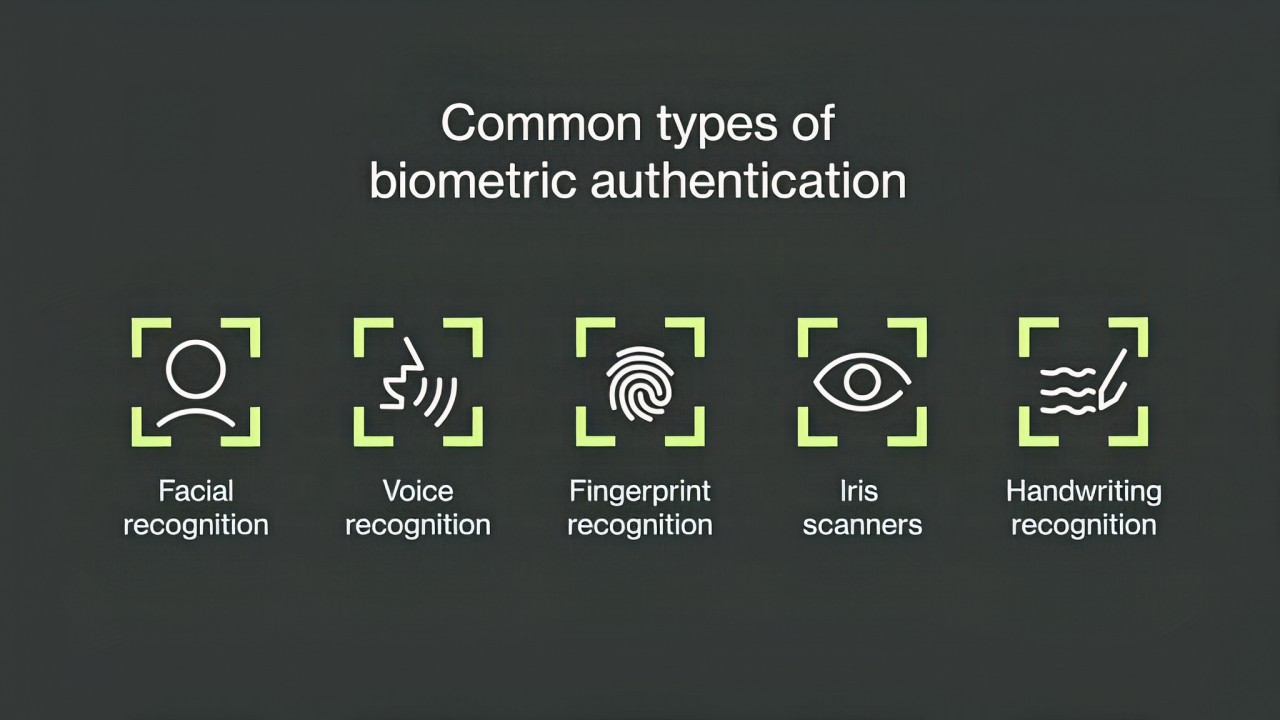 Common types of
biometric authentication
Facial
recognition
Voice
recognition
Fingerprint
recognition
Iris
scanners
Handwriting
recognition